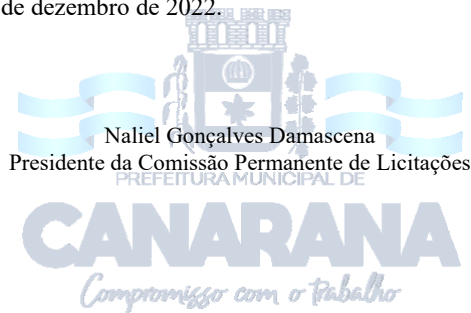 de dezembro de 2022.
Naliel Gonçalves Damascena
Presidente da Comissão Permanente de Licitações
PREFEITURA MUNICIPAL DE
CANARANA
Compromisso com o Trabalho